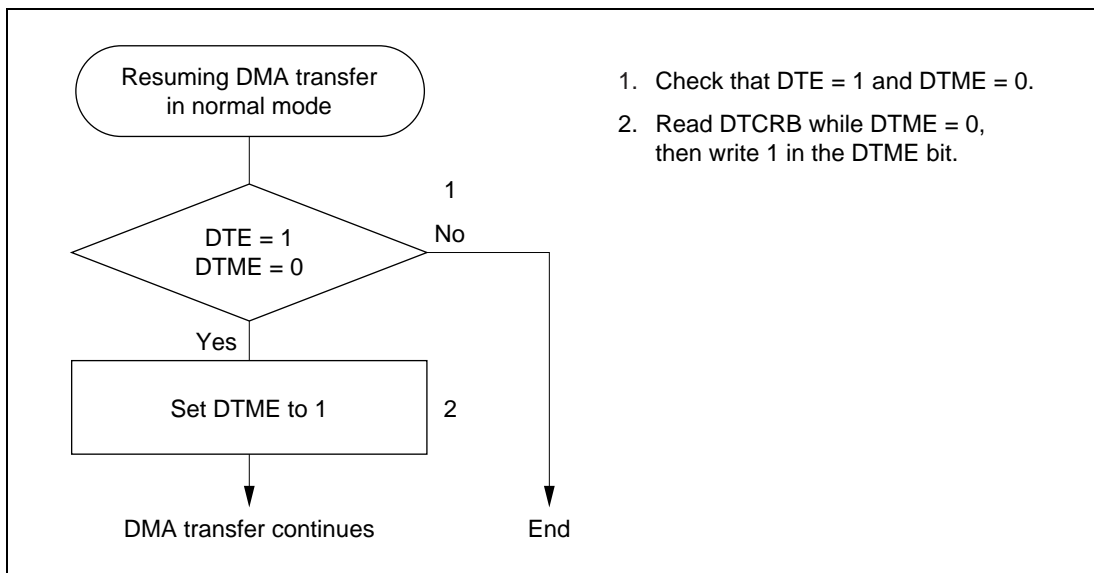 Resuming DMA transfer
in normal mode
1
DTE = 1
DTME = 0
No
Yes
Set DTME to 1
2
DMA transfer continues
End
1. Check that DTE = 1 and DTME = 0.
2. Read DTCRB while DTME = 0,
then write 1 in the DTME bit.